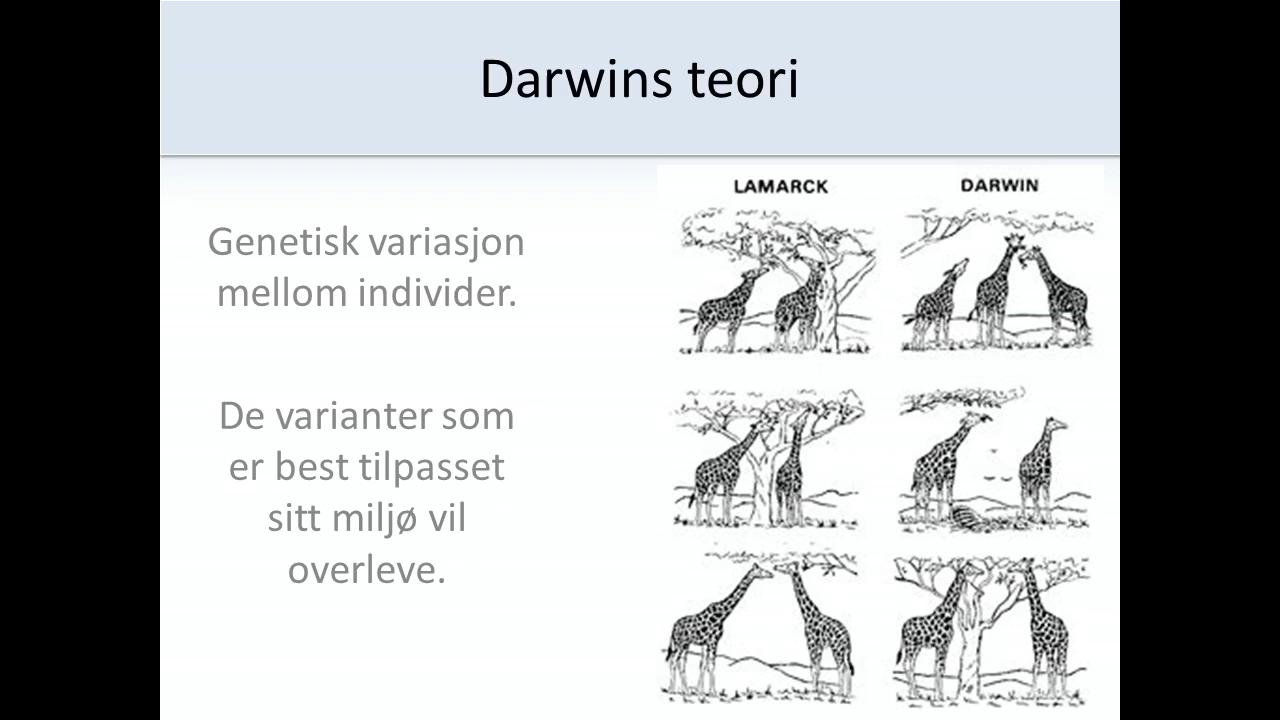 Darwins teori
Genetisk variasjon
mellom individer.
De varianter som
er best tilpasset
sitt miljø vil
overleve.
LAMARCK
DARWIN